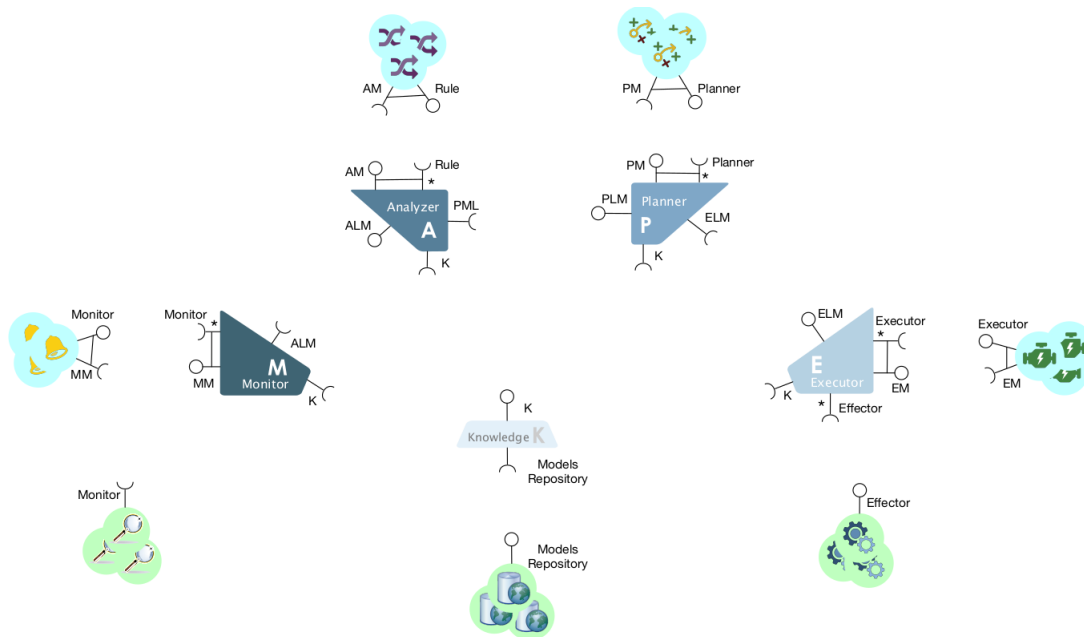 AM
Rule
PM
Planner
AM
Rule
*
Analyzer
A
PML
ALM
K
PM
Planner
*
PLM
Planner
P
ELM
K
Monitor
MM
Monitor
*
ALM
MM
M
Monitor
K
ELM
Executor
*
E
Executor
EM
K
*
Effector
Executor
EM
K
Knowledge K
Models
Repository
Monitor
Effector
Models
Repository